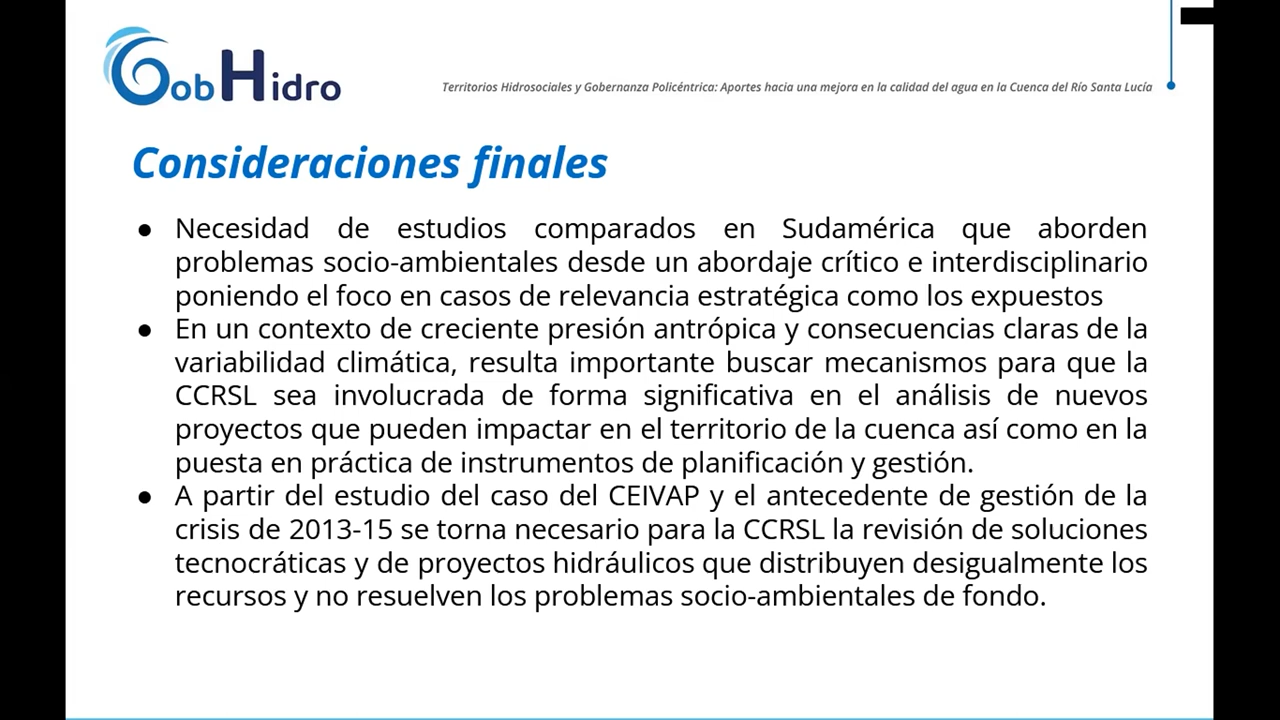 GobHidro
Territorios Hidrosociales y Gobernanza Policéntrica: Aportes hacia una mejora en la calidad del agua en la Cuenca del Río Santa Lucía
Consideraciones finales
● Necesidad de estudios comparados en Sudamérica que aborden
problemas socio-ambientales desde un abordaje crítico e interdisciplinario
poniendo el foco en casos de relevancia estratégica como los expuestos
● En un contexto de creciente presión antrópica y consecuencias claras de la
variabilidad climática, resulta importante buscar mecanismos para que la
CCRSL sea involucrada de forma significativa en el análisis de nuevos
proyectos que pueden impactar en el territorio de la cuenca así como en la
puesta en práctica de instrumentos de planificación y gestión.
● A partir del estudio del caso del CEIVAP y el antecedente de gestión de la
crisis de 2013-15 se torna necesario para la CCRSL la revisión de soluciones
tecnocráticas y de proyectos hidráulicos que distribuyen desigualmente los
recursos y no resuelven los problemas socio-ambientales de fondo.